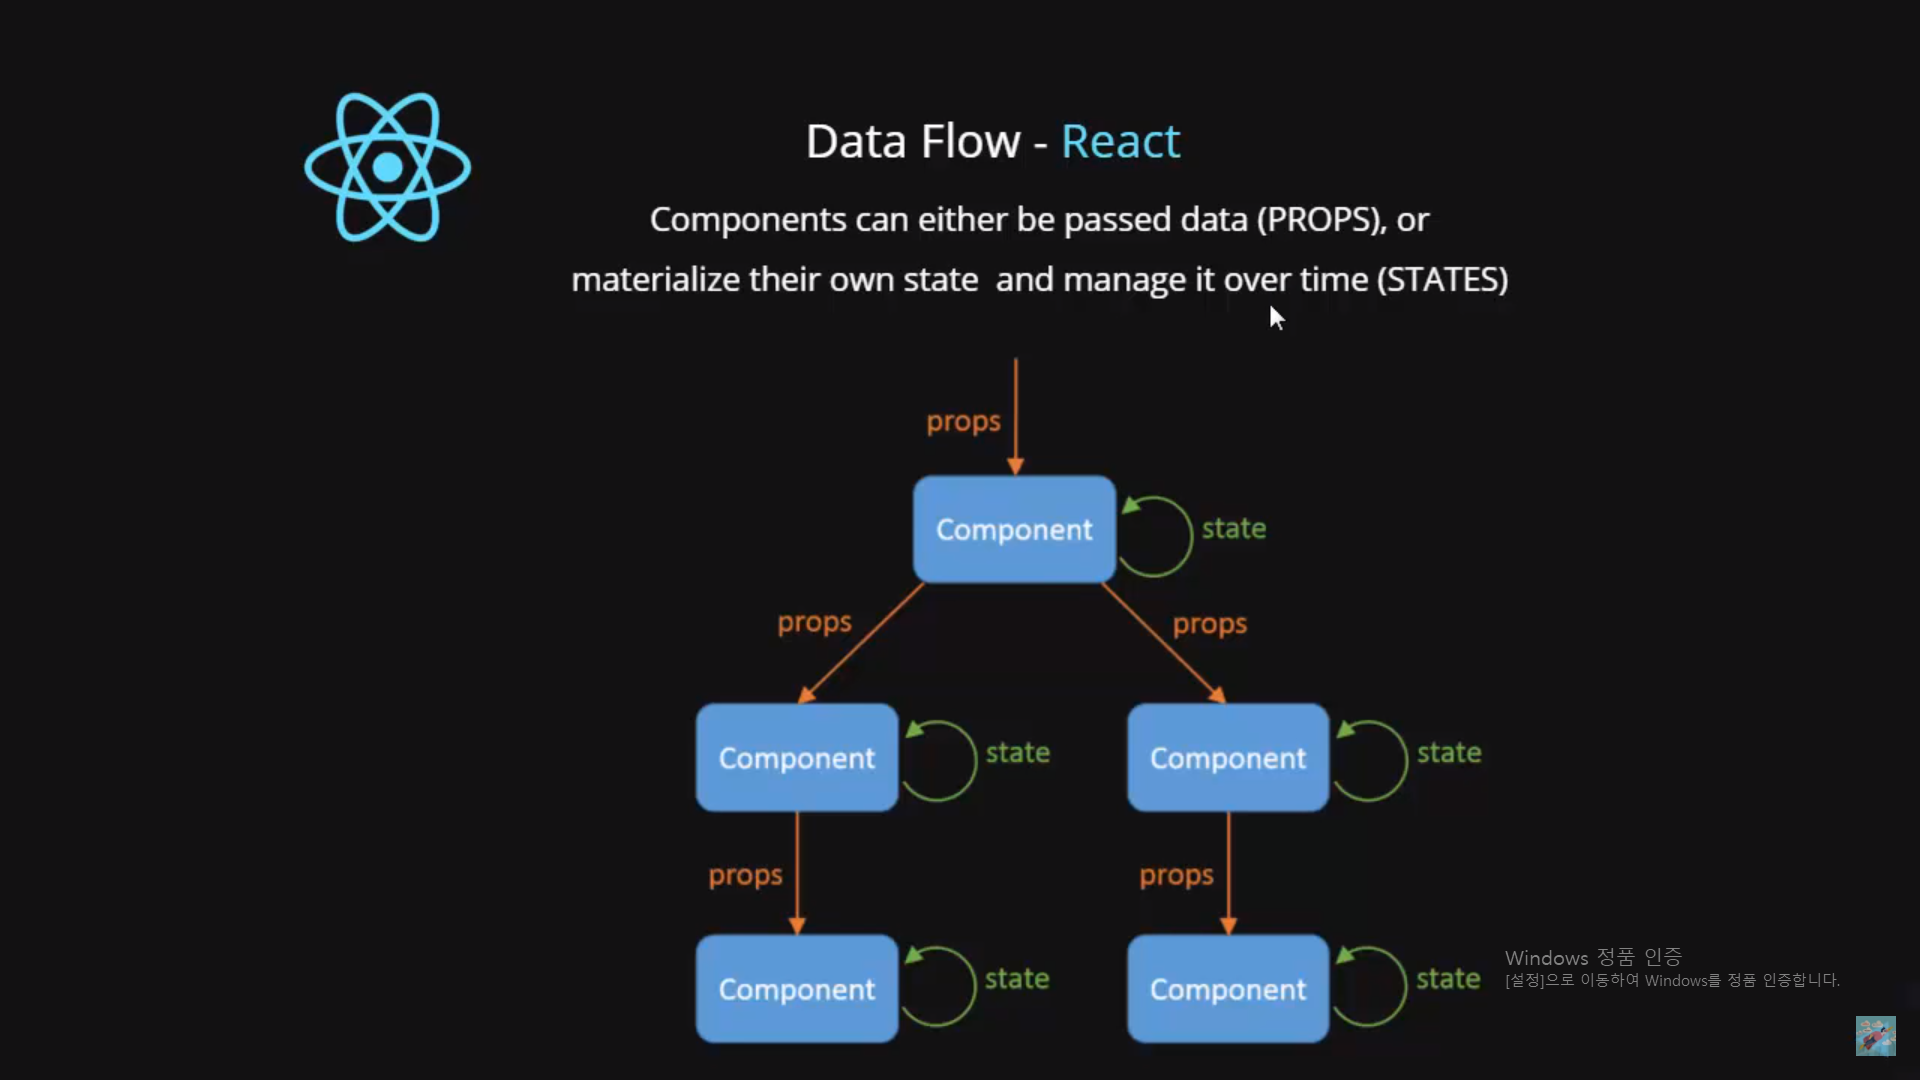 Data Flow - React
Components can either be passed data (PROPS), or
materialize their own state and manage it over time (STATES)
props
Component
state
props
props
Component
state
Component
state
props
props
Component
state
Component
state
Windows 정품 인증
[설정]으로 이동하여 Windows를 정품 인증합니다.